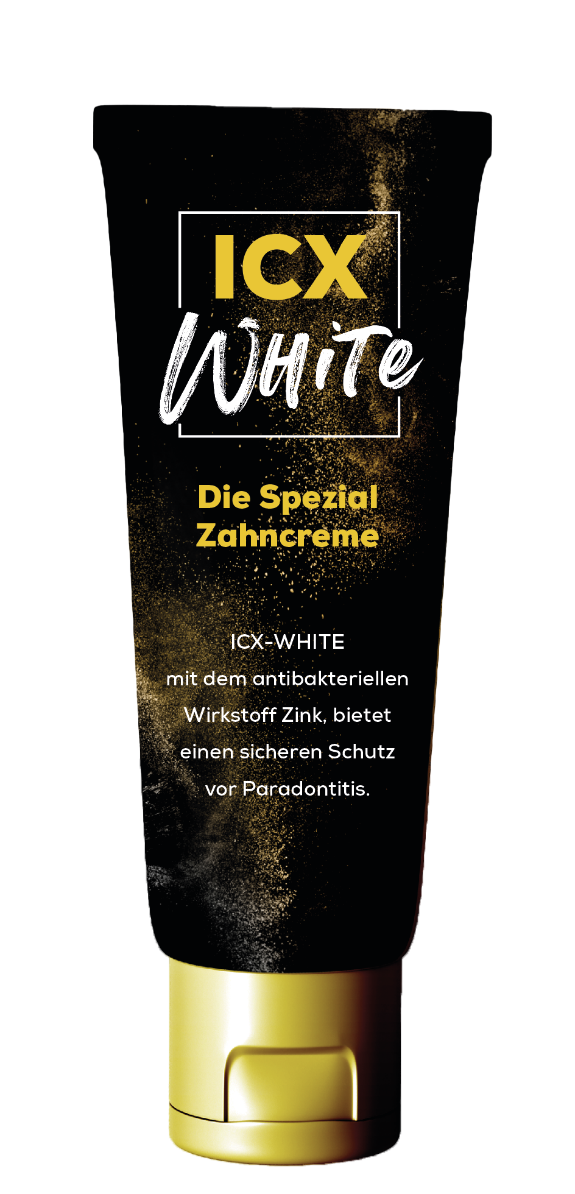 ICX
WHiTe
Die Spezial
Zahncreme
ICX-WHITE
mit dem antibakteriellen
Wirkstoff Zink, bietet
einen sicheren Schutz
vor Paradontitis.